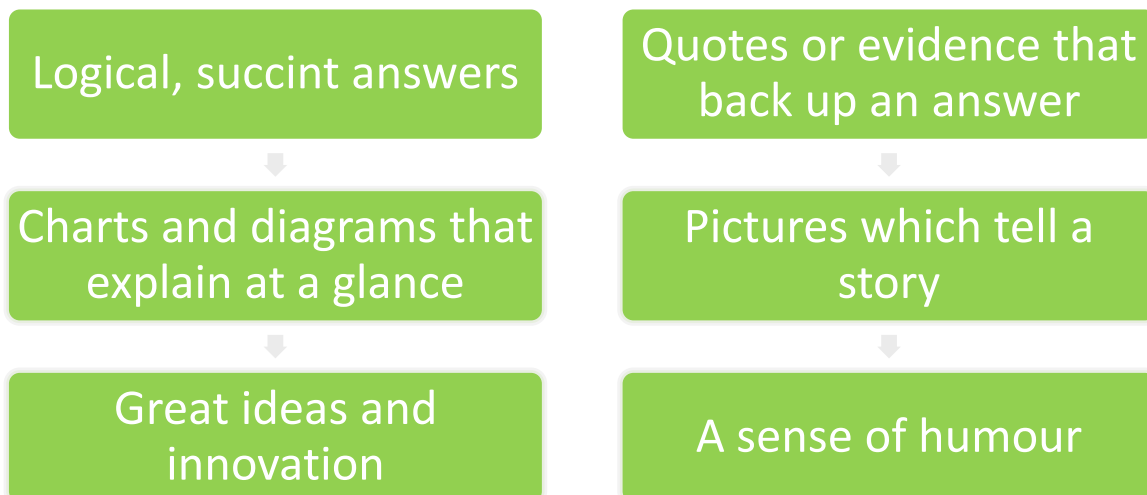 Logical, succint answers
Charts and diagrams that
explain at a glance
Great ideas and
innovation
Quotes or evidence that
back up an answer
Pictures which tell a
story
A sense of humour